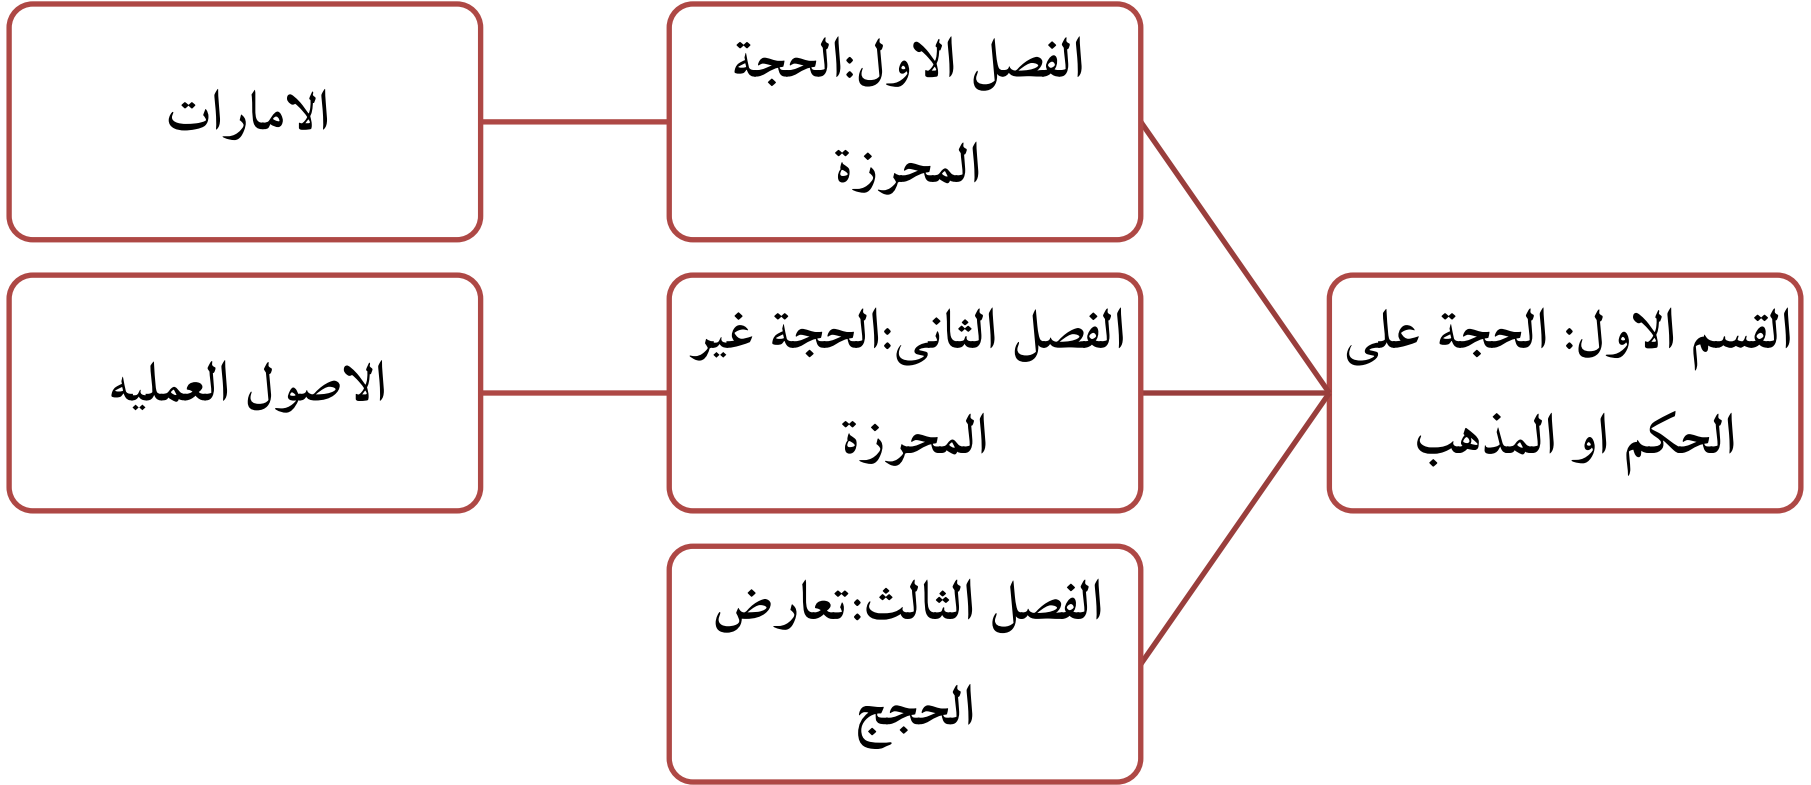 القسم الاول: الحجة على
الحكم او المذهب
الفصل الاول:الحجة
المحرزة
الامارات
الفصل الثانى:الحجة غير
المحرزة
الاصول العمليه
الفصل الثالث:تعارض
الحجج